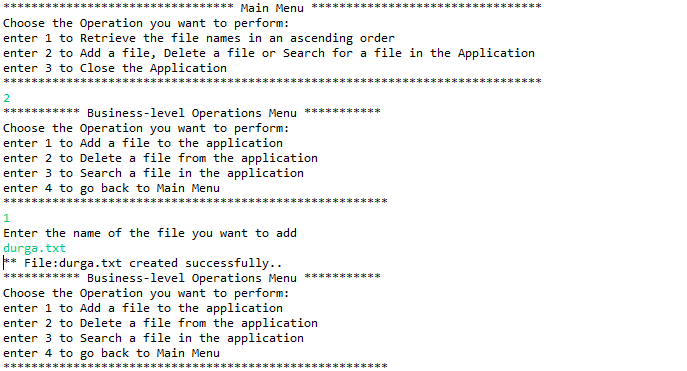 ********************************* Main Menu *********************************
Choose the Operation you want to perform:
enter 1 to Retrieve the file names in an ascending order
enter 2 to Add a file, Delete a file or Search for a file in the Application
enter 3 to Close the Application
*****************************************************************************
2
*********** Business-level Operations Menu ***********
Choose the Operation you want to perform:
enter 1 to Add a file to the application
enter 2 to Delete a file from the application
enter 3 to Search a file in the application
enter 4 to go back to Main Menu
*******************************************************
1
Enter the name of the file you want to add
durga.txt
** File:durga.txt created successfully..
*********** Business-level Operations Menu ***********
Choose the Operation you want to perform:
enter 1 to Add a file to the application
enter 2 to Delete a file from the application
enter 3 to Search a file in the application
enter 4 to go back to Main Menu
*******************************************************